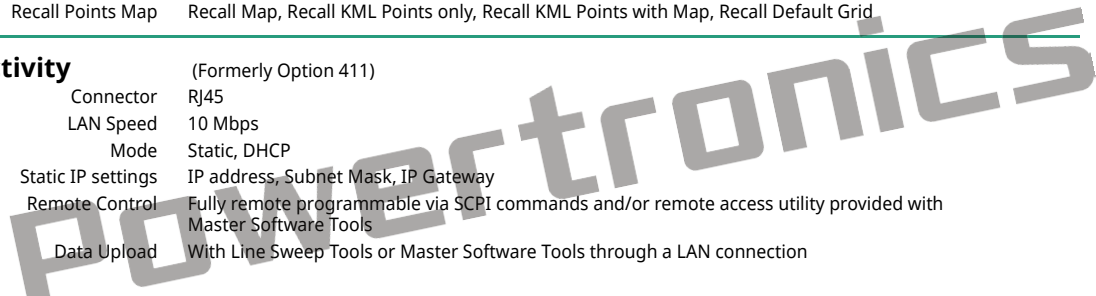 Recall Points Map Recall Map, Recall KML Points only, Recall KML Points with Map, Recall Default Grid
tivity (Formerly Option 411)
Connector RJ45
LAN Speed 10 Mbps
Mode Static, DHCP
Static IP settings IP address, Subnet Mask, IP Gateway
Remote Control Fully remote programmable via SCPI commands and/or remote access utility provided with
Master Software Tools
Data Upload With Line Sweep Tools or Master Software Tools through a LAN connection
Powertronics